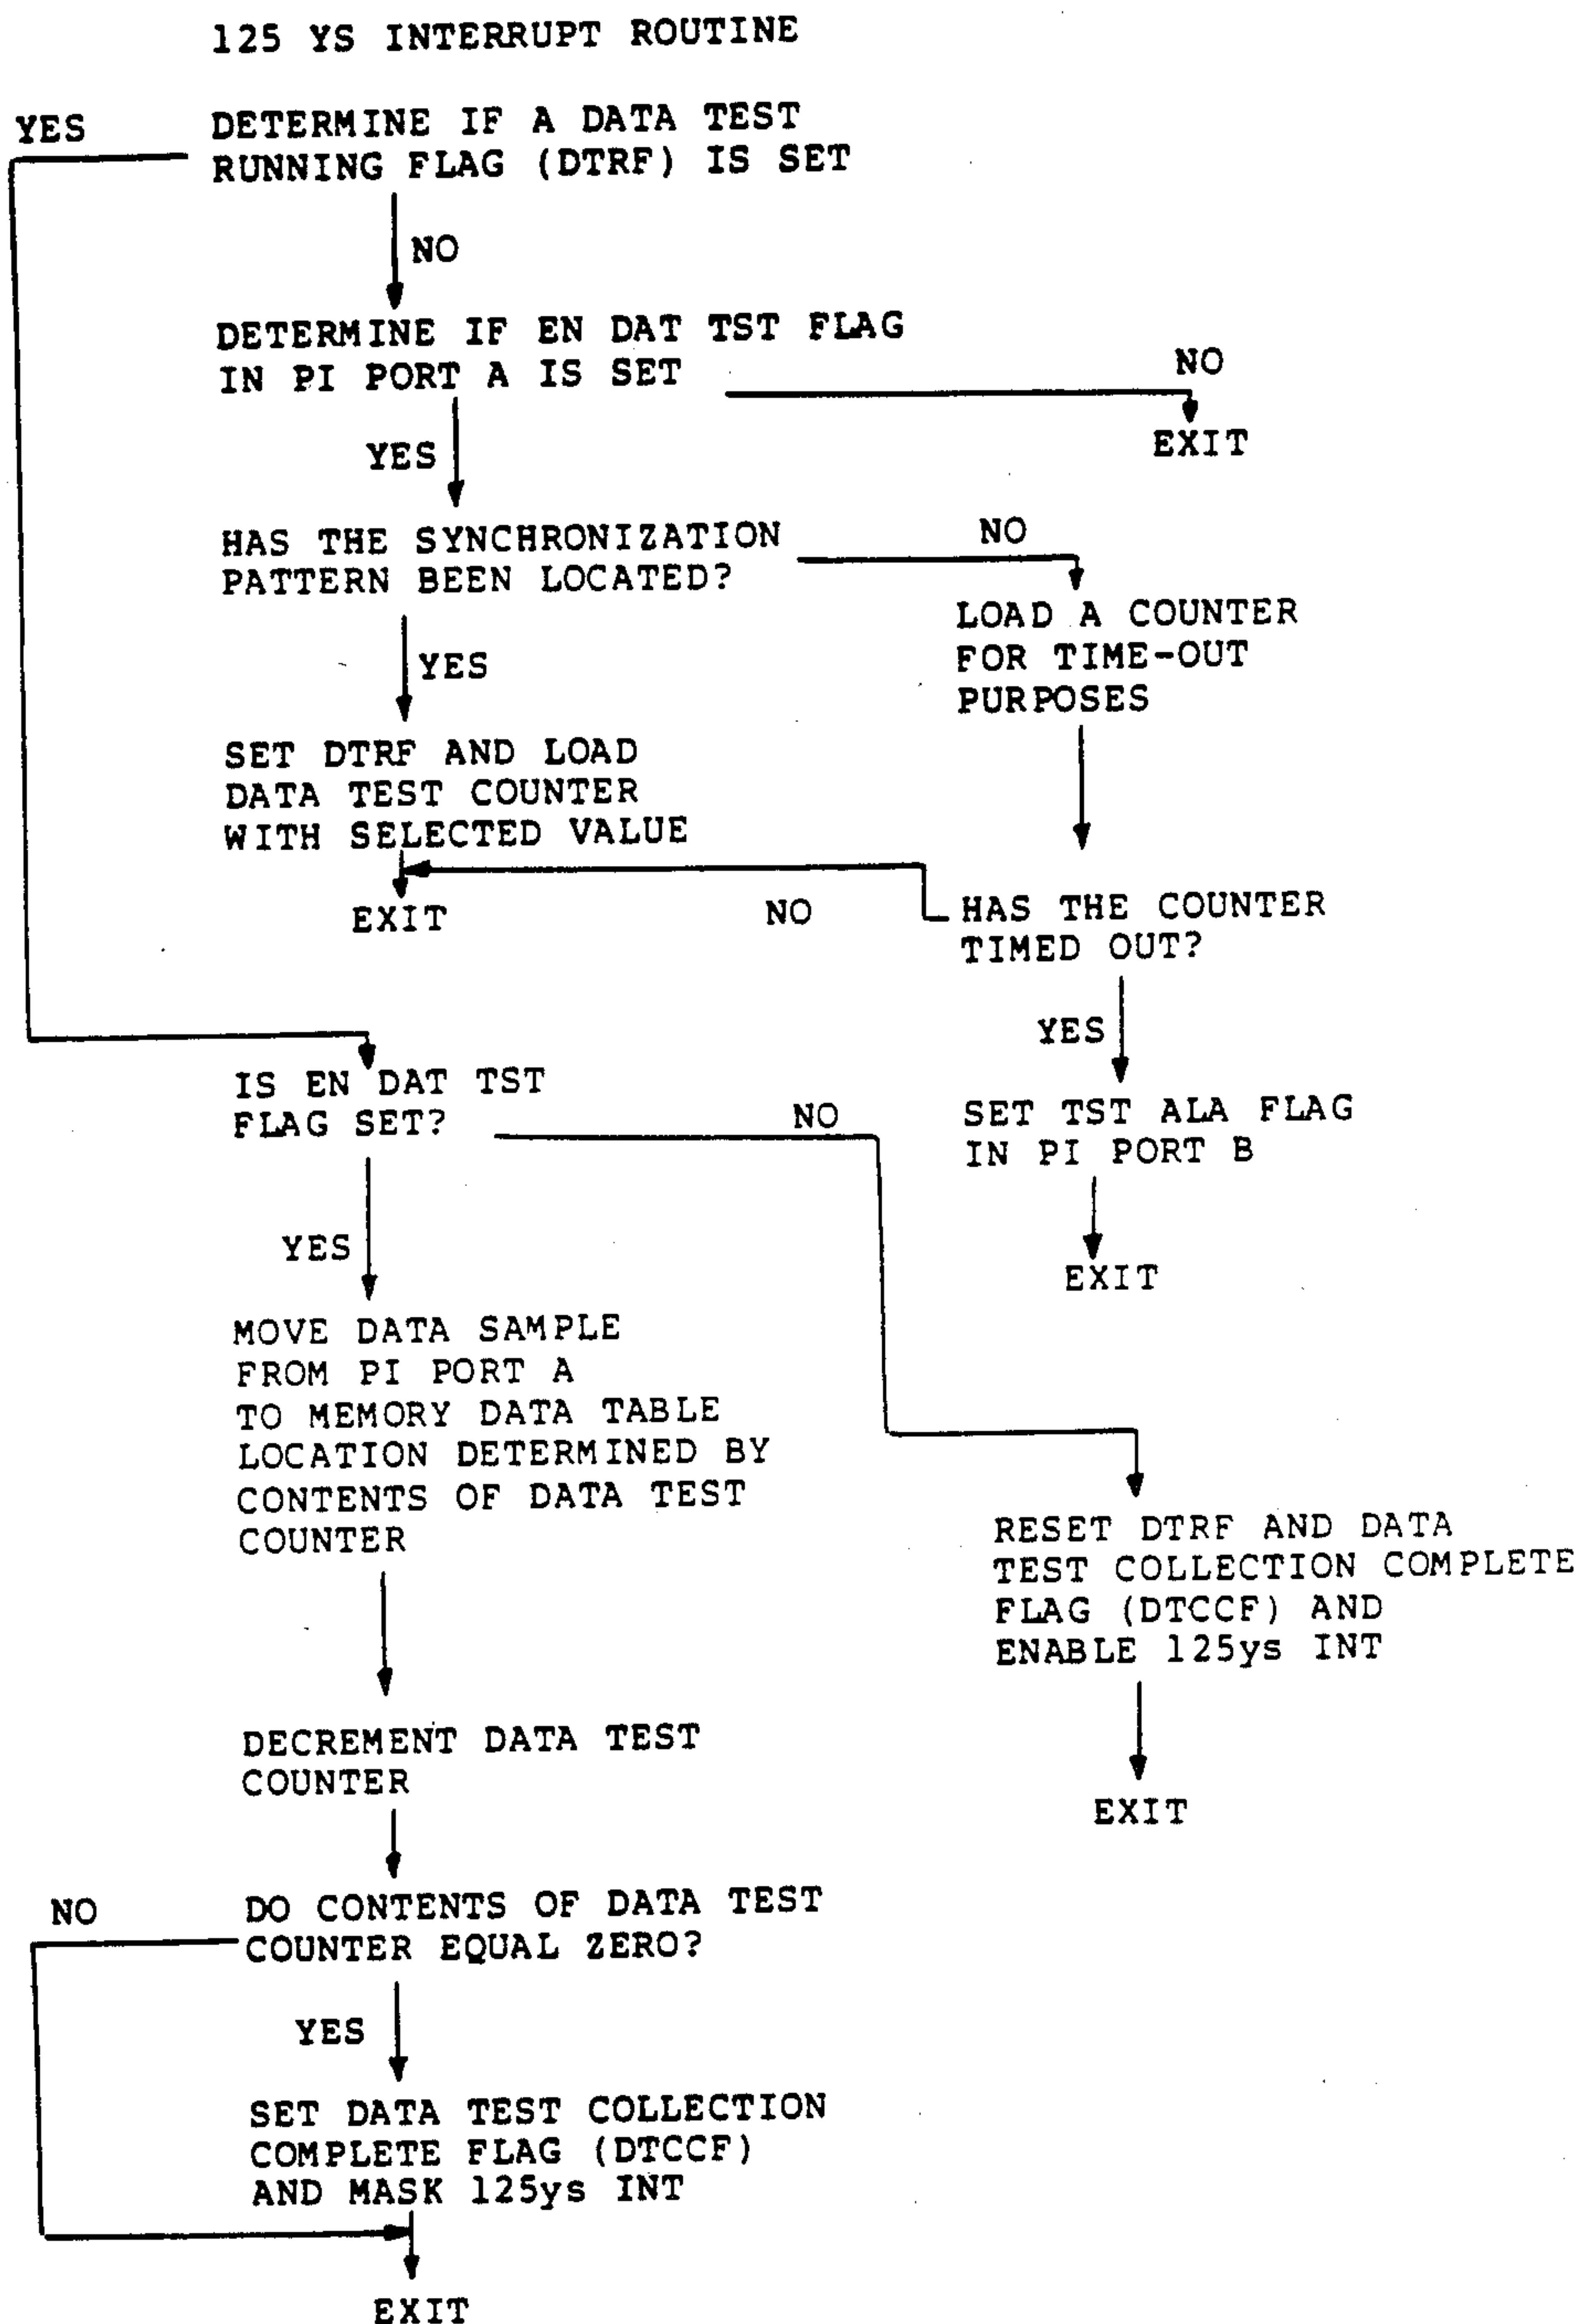 125 YS INTERRUPT ROUTINE
YES
DETERMINE IF A DATA TEST
RUNNING FLAG (DTRF) IS SET
NO
DETERMINE IF EN DAT TST FLAG
IN PI PORT A IS SET
NO
EXIT
YES
HAS THE SYNCHRONIZATION
PATTERN BEEN LOCATED?
NO
LOAD A COUNTER
FOR TIME-OUT
PURPOSES
YES
SET DTRF AND LOAD
DATA TEST COUNTER
WITH SELECTED VALUE
EXIT
NO
HAS THE COUNTER
TIMED OUT?
YES
SET TST ALA FLAG
IN PI PORT B
EXIT
IS EN DAT TST
FLAG SET?
NO
YES
MOVE DATA SAMPLE
FROM PI PORT A
TO MEMORY DATA TABLE
LOCATION DETERMINED BY
CONTENTS OF DATA TEST
COUNTER
RESET DTRF AND DATA
TEST COLLECTION COMPLETE
FLAG (DTCCF) AND
ENABLE 125ys INT
EXIT
DECREMENT DATA TEST
COUNTER
NO
DO CONTENTS OF DATA TEST
COUNTER EQUAL ZERO?
YES
SET DATA TEST COLLECTION
COMPLETE FLAG (DTCCF)
AND MASK 125ys INT
EXIT